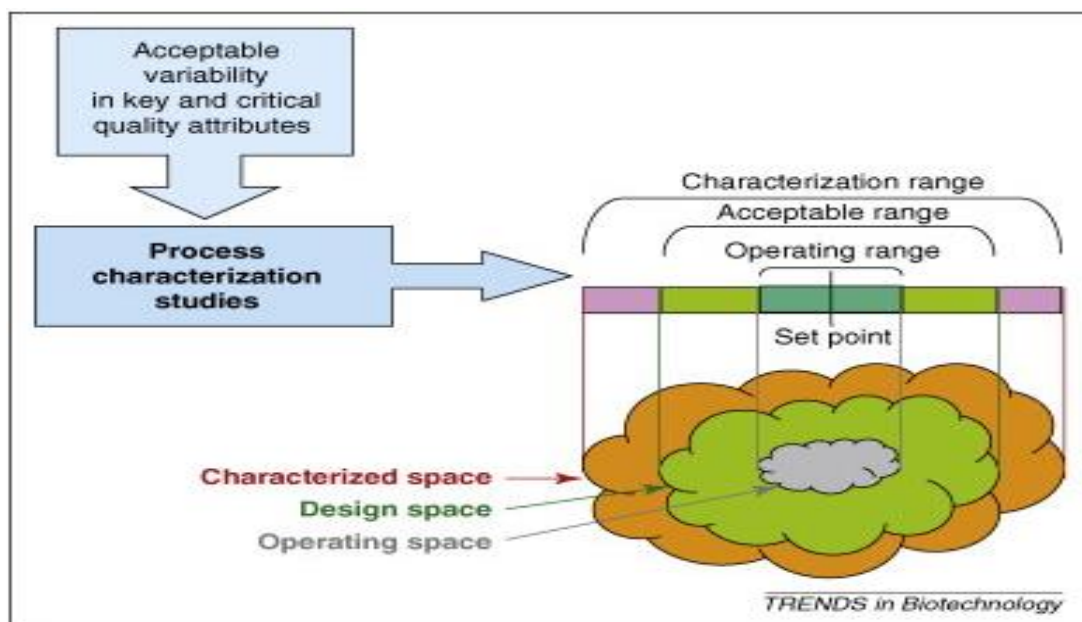 Acceptable
variability
in key and critical
quality attributes
Process
characterization
studies
Characterization range
Acceptable range
Operating range
Set point
Characterized space
Design space
Operating space
TRENDS in Biotechnology